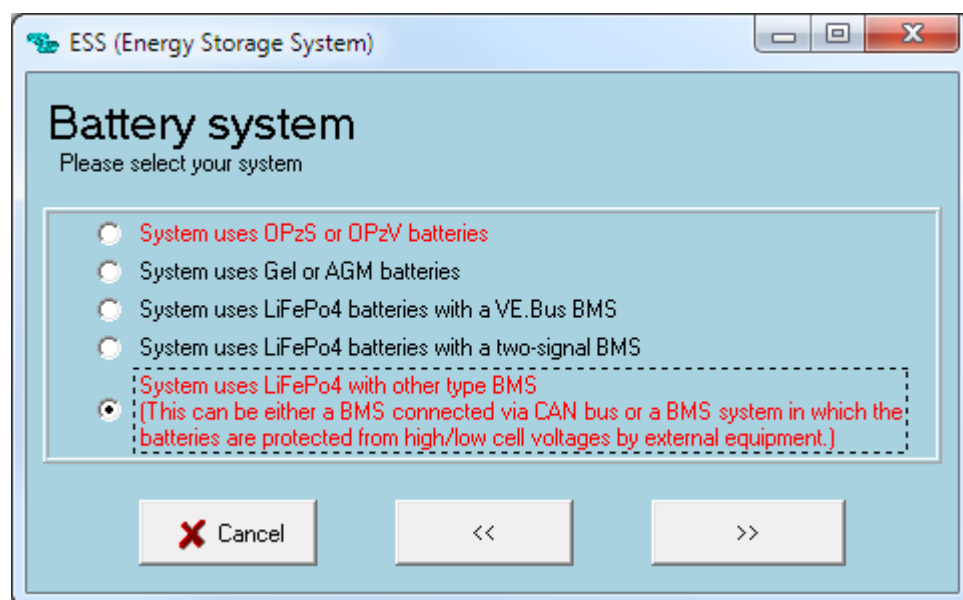 ESS (Energy Storage System)
Battery system
Please select your system
System uses OPzS or OPzV batteries
System uses Gel or AGM batteries
System uses LiFePo4 batteries with a VE.Bus BMS
System uses LiFePo4 batteries with a two-signal BMS
System uses LiFePo4 with other type BMS
(This can be either a BMS connected via CAN bus or a BMS system in which the
batteries are protected from high/low cell voltages by external equipment.)
Cancel
<<
>>